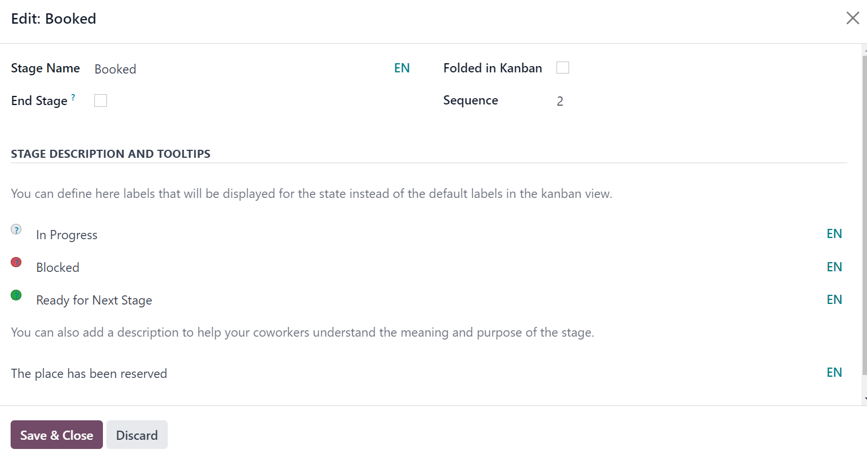 Edit: Booked
Stage Name Booked EN Folded in Kanban
End Stage ? Sequence 2
STAGE DESCRIPTION AND TOOLTIPS
You can define here labels that will be displayed for the state instead of the default labels in the kanban view.
? In Progress EN
? Blocked EN
Ready for Next Stage EN
You can also add a description to help your coworkers understand the meaning and purpose of the stage.
The place has been reserved EN
Save & Close Discard